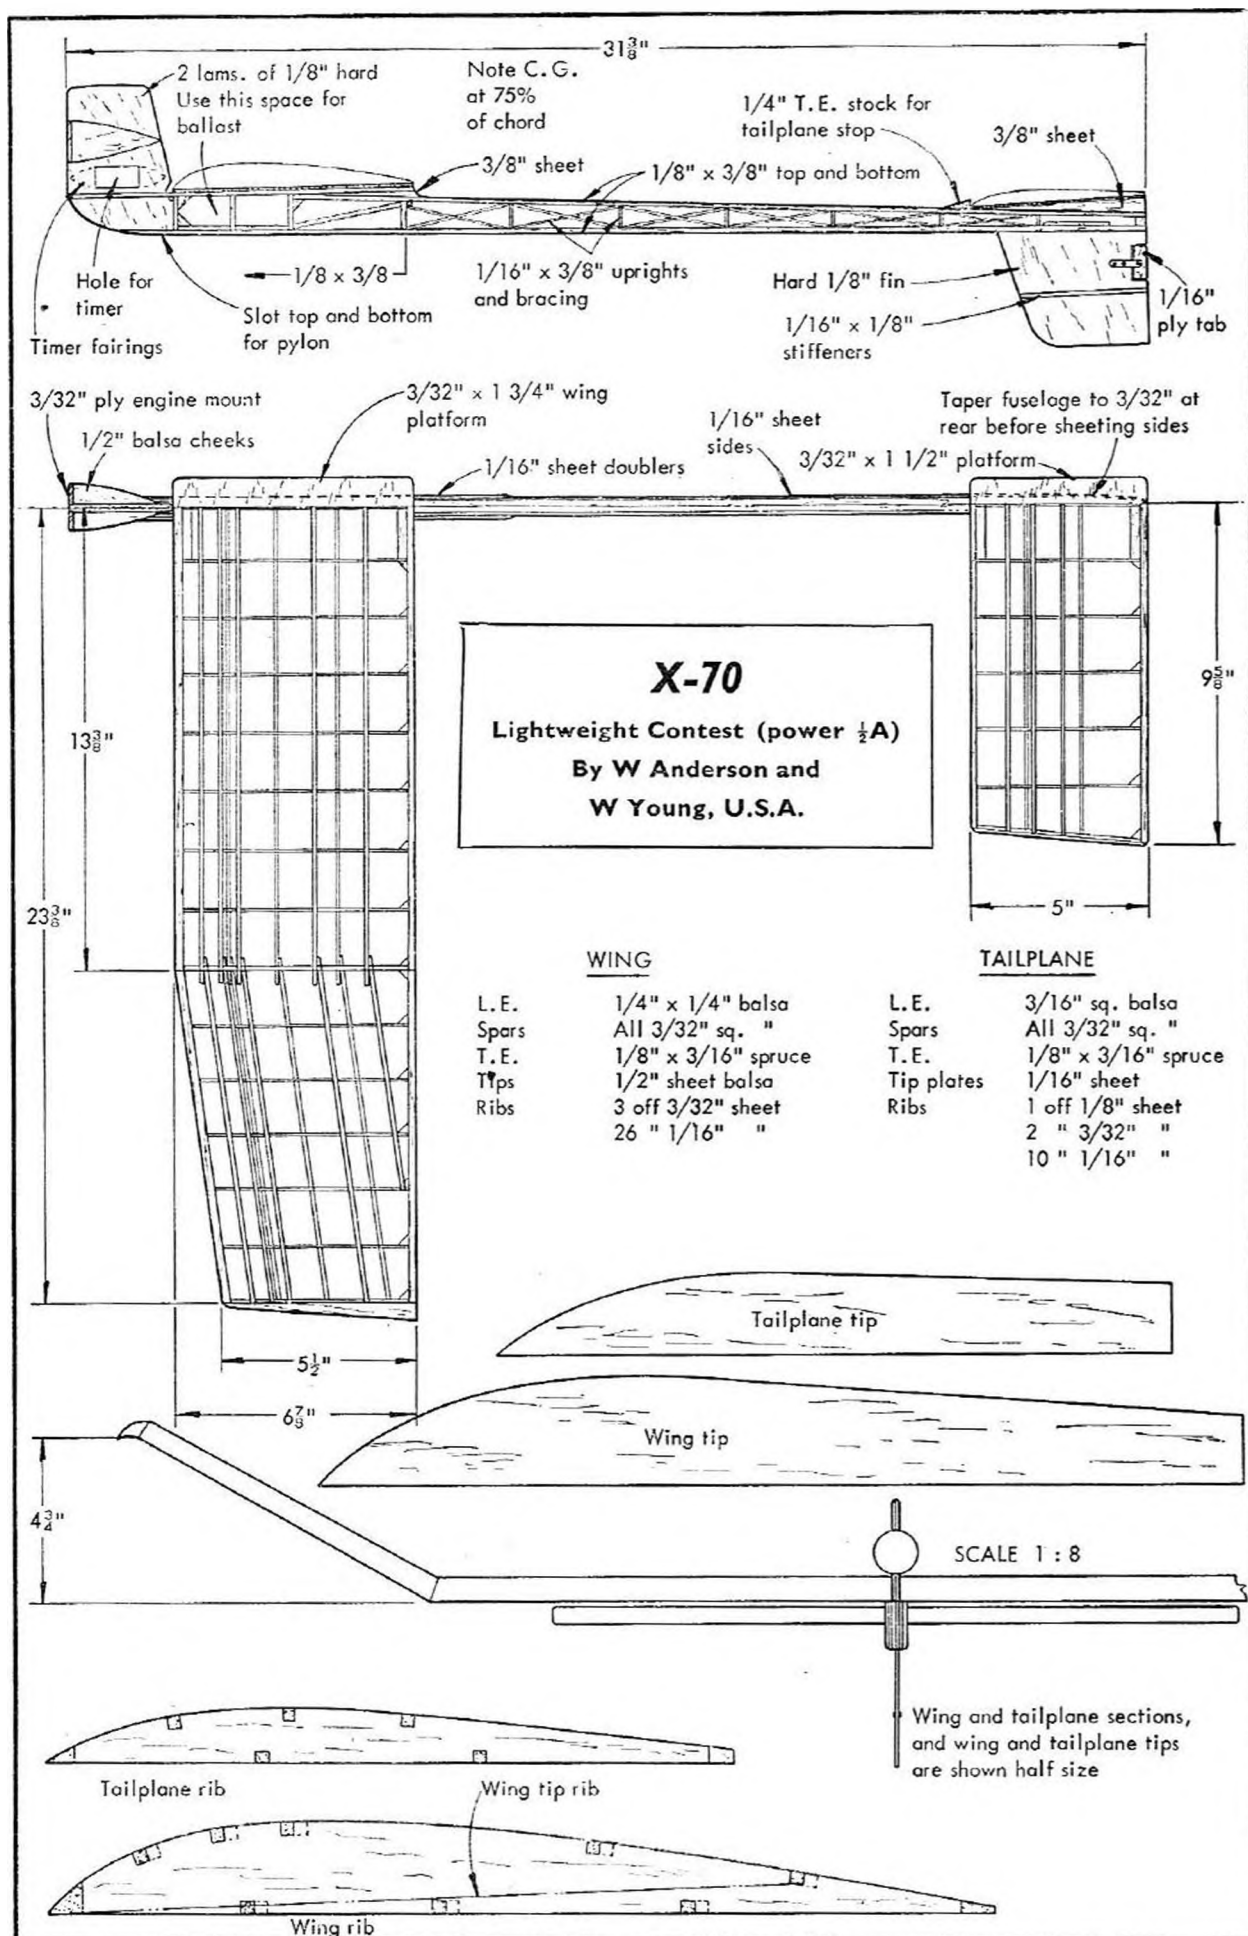 31 3/8"
2 lams. of 1/8" hard
Use this space for
ballast
Note C.G.
at 75%
of chord
3/8" sheet
1/8" x 3/8" top and bottom
1/4" T.E. stock for
tailplane stop
3/8" sheet
Hole for
timer
Timer fairings
1/8 x 3/8
Slot top and bottom
for pylon
1/16" x 3/8" uprights
and bracing
Hard 1/8" fin
1/16" x 1/8"
stiffeners
1/16"
ply tab
3/32" ply engine mount
1/2" balsa cheeks
3/32" x 1 3/4" wing
platform
1/16" sheet doublers
1/16" sheet
sides
3/32" x 1 1/2" platform
Taper fuselage to 3/32" at
rear before sheeting sides
13 3/8"
23 3/8"
9 5/8"
5"
X-70
Lightweight Contest (power ½A)
By W Anderson and
W Young, U.S.A.
WING
L.E. 1/4" x 1/4" balsa
Spars All 3/32" sq. "
T.E. 1/8" x 3/16" spruce
Tips 1/2" sheet balsa
Ribs 3 off 3/32" sheet
26 " 1/16" "
TAILPLANE
L.E. 3/16" sq. balsa
Spars All 3/32" sq. "
T.E. 1/8" x 3/16" spruce
Tip plates 1/16" sheet
Ribs 1 off 1/8" sheet
2 " 3/32" "
10 " 1/16" "
5½"
6 7/8"
Tailplane tip
Wing tip
4 3/4"
SCALE 1 : 8
Wing and tailplane sections,
and wing and tailplane tips
are shown half size
Tailplane rib
Wing tip rib
Wing rib